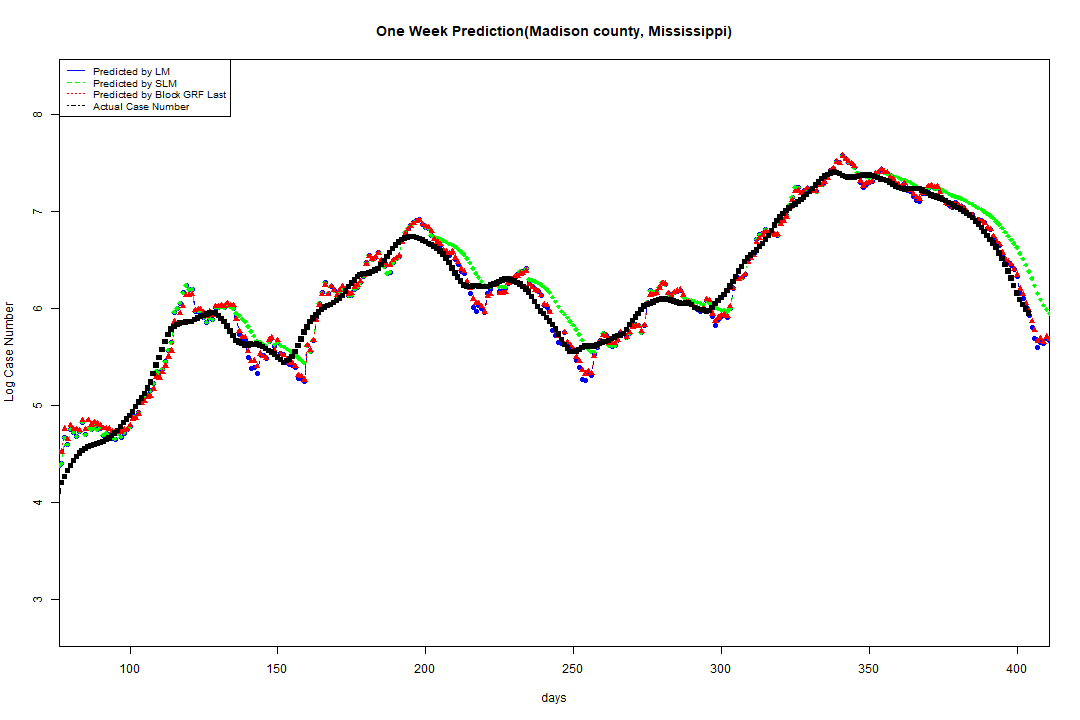 One Week Prediction(Madison county, Mississippi)
Predicted by LM
Predicted by SLM
Predicted by Block GRF Last
Actual Case Number
8
7
6
5
4
3
Log Case Number
100 150 200 250 300 350 400
days